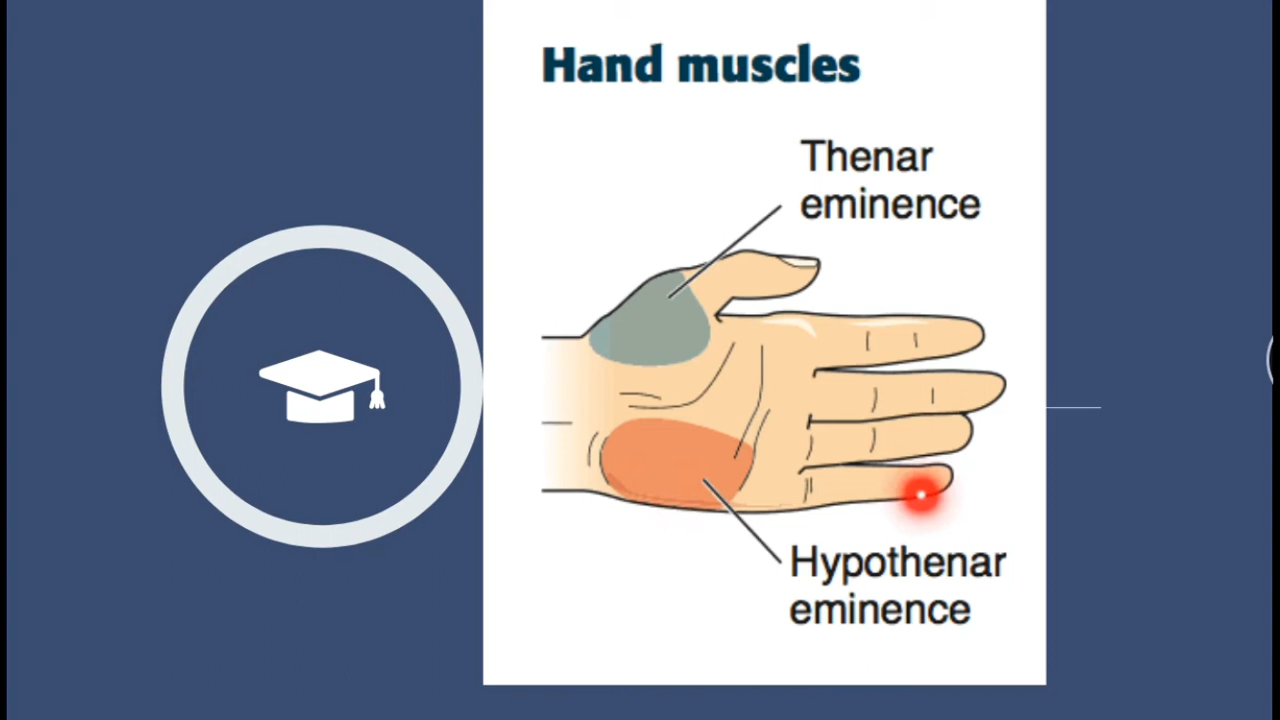 Hand muscles
Thenar
eminence
Hypothenar
eminence